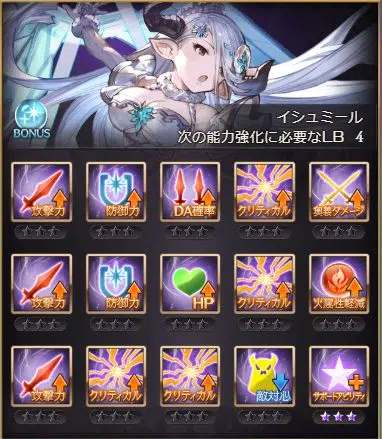 イシュミール
BONUS
次の能力強化に必要なLB 4
攻撃力
防御力
DA確率
クリティカル
奥義ダメージ
攻撃力
防御力
HP
クリティカル
火属性軽減
攻撃力
クリティカル
クリティカル
敵対心
サポートアビリティ